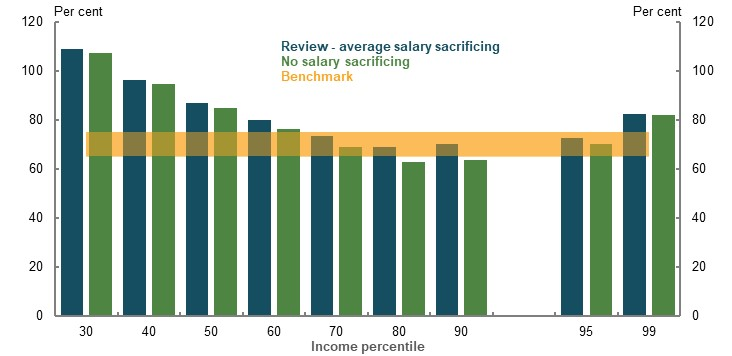 Per cent Per cent
120 120
Review - average salary sacrificing
No salary sacrificing
Benchmark
100 100
80 80
60 60
40 40
20 20
0 0
30 40 50 60 70 80 90 95 99
Income percentile